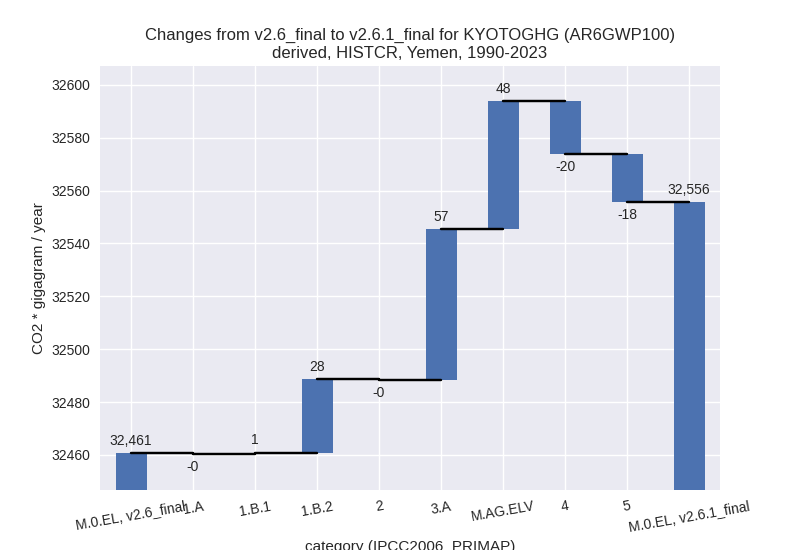 Changes from v2.6_final to v2.6.1_final for KYOTOGHG (AR6GWP100)
derived, HISTCR, Yemen, 1990-2023
32600
32580
32560
32540
32520
32500
32480
32460
CO2 * gigagram / year
32,461
-0
1
28
-0
57
48
-20
-18
32,556
M.0.EL, v2.6_final
1.A
1.B.1
1.B.2
2
3.A
M.AG.ELV
4
5
M.0.EL, v2.6.1_final
category (IPCC2006_PRIMAP)